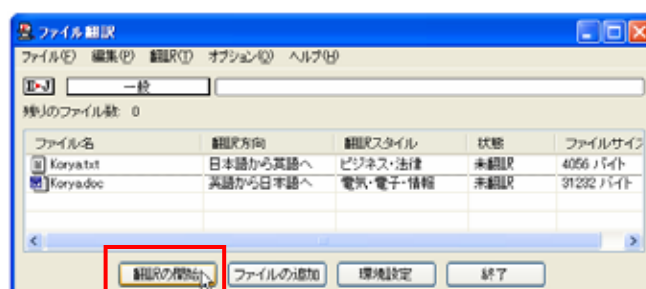 ファイル翻訳
ファイル(F) 編集(P) 翻訳(T) オプション(O) ヘルプ(H)
E▸J 一般
残りのファイル数: 0
ファイル名 翻訳方向 翻訳スタイル 状態 ファイルサイズ
Korya.txt 日本語から英語へ ビジネス・法律 未翻訳 4056 バイト
Korya.doc 英語から日本語へ 電気・電子・情報 未翻訳 31232 バイト
翻訳の開始 ファイルの追加 環境設定 終了